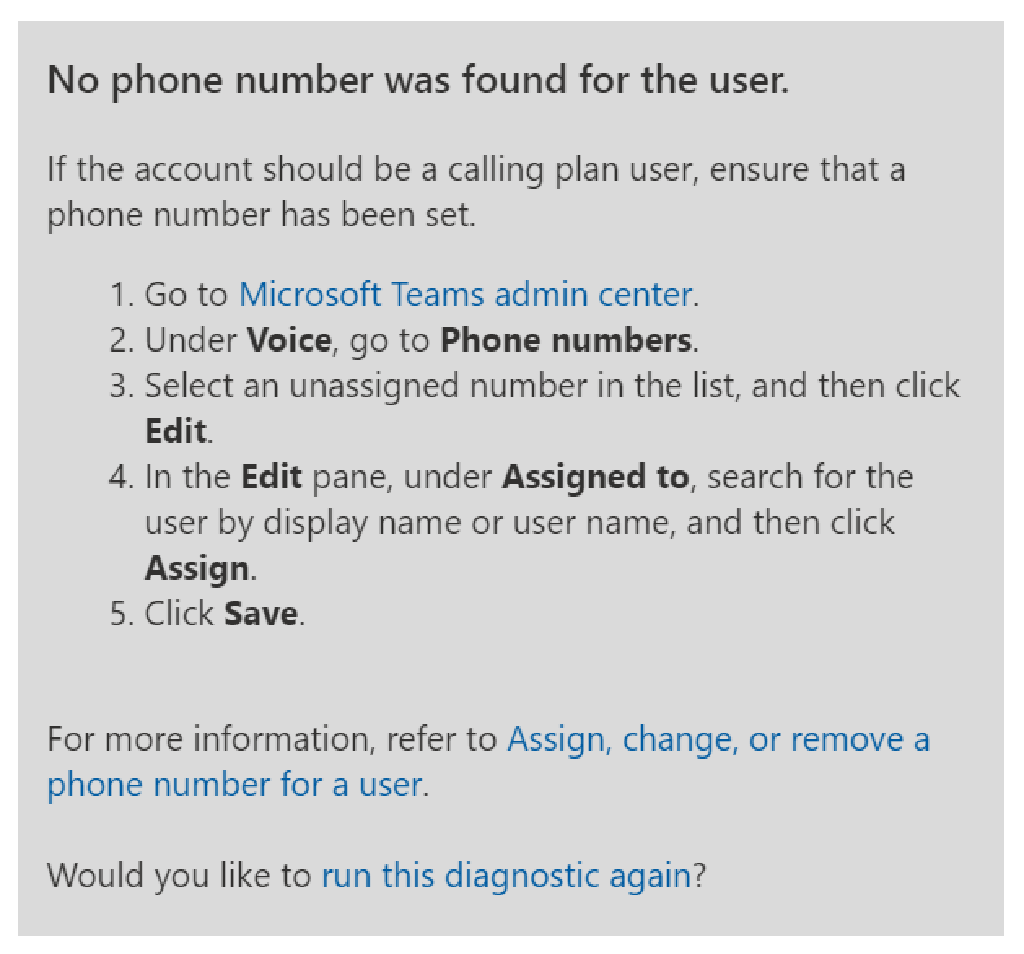 No phone number was found for the user.
If the account should be a calling plan user, ensure that a
phone number has been set.
1. Go to Microsoft Teams admin center.
2. Under Voice, go to Phone numbers.
3. Select an unassigned number in the list, and then click
Edit.
4. In the Edit pane, under Assigned to, search for the
user by display name or user name, and then click
Assign.
5. Click Save.
For more information, refer to Assign, change, or remove a
phone number for a user.
Would you like to run this diagnostic again?